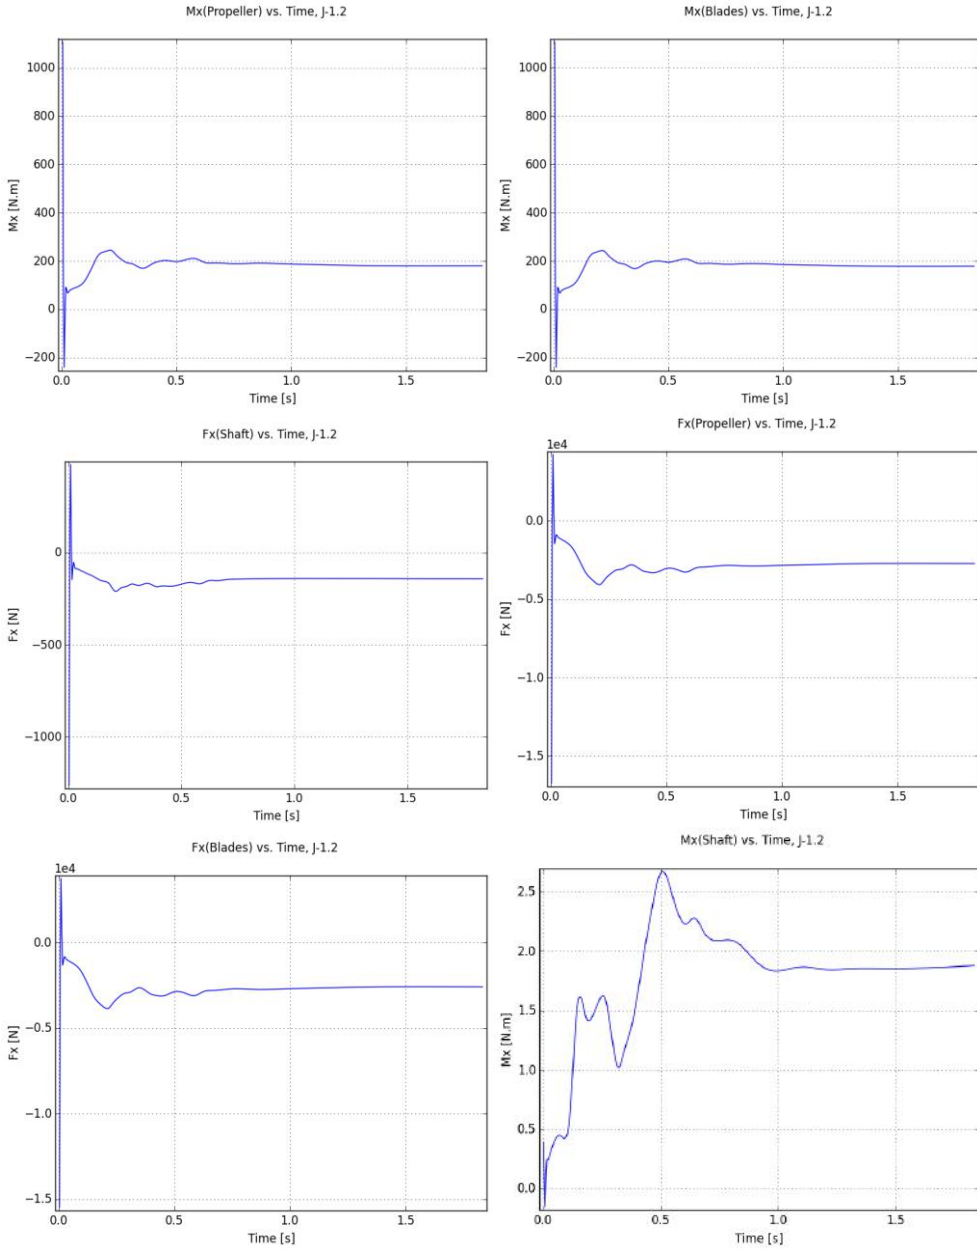 Mx(Propeller) vs. Time, J-1.2
1000
800
600
400
200
0
−200
Mx [N.m]
0.0 0.5 1.0 1.5
Time [s]
Mx(Blades) vs. Time, J-1.2
1000
800
600
400
200
0
−200
Mx [N.m]
0.0 0.5 1.0 1.5
Time [s]
Fx(Shaft) vs. Time, J-1.2
0
−500
−1000
Fx [N]
0.0 0.5 1.0 1.5
Time [s]
Fx(Propeller) vs. Time, J-1.2
1e4
0.0
−0.5
−1.0
−1.5
Fx [N]
0.0 0.5 1.0 1.5
Time [s]
Fx(Blades) vs. Time, J-1.2
1e4
0.0
−0.5
−1.0
−1.5
Fx [N]
0.0 0.5 1.0 1.5
Time [s]
Mx(Shaft) vs. Time, J-1.2
2.5
2.0
1.5
1.0
0.5
0.0
Mx [N.m]
0.0 0.5 1.0 1.5
Time [s]